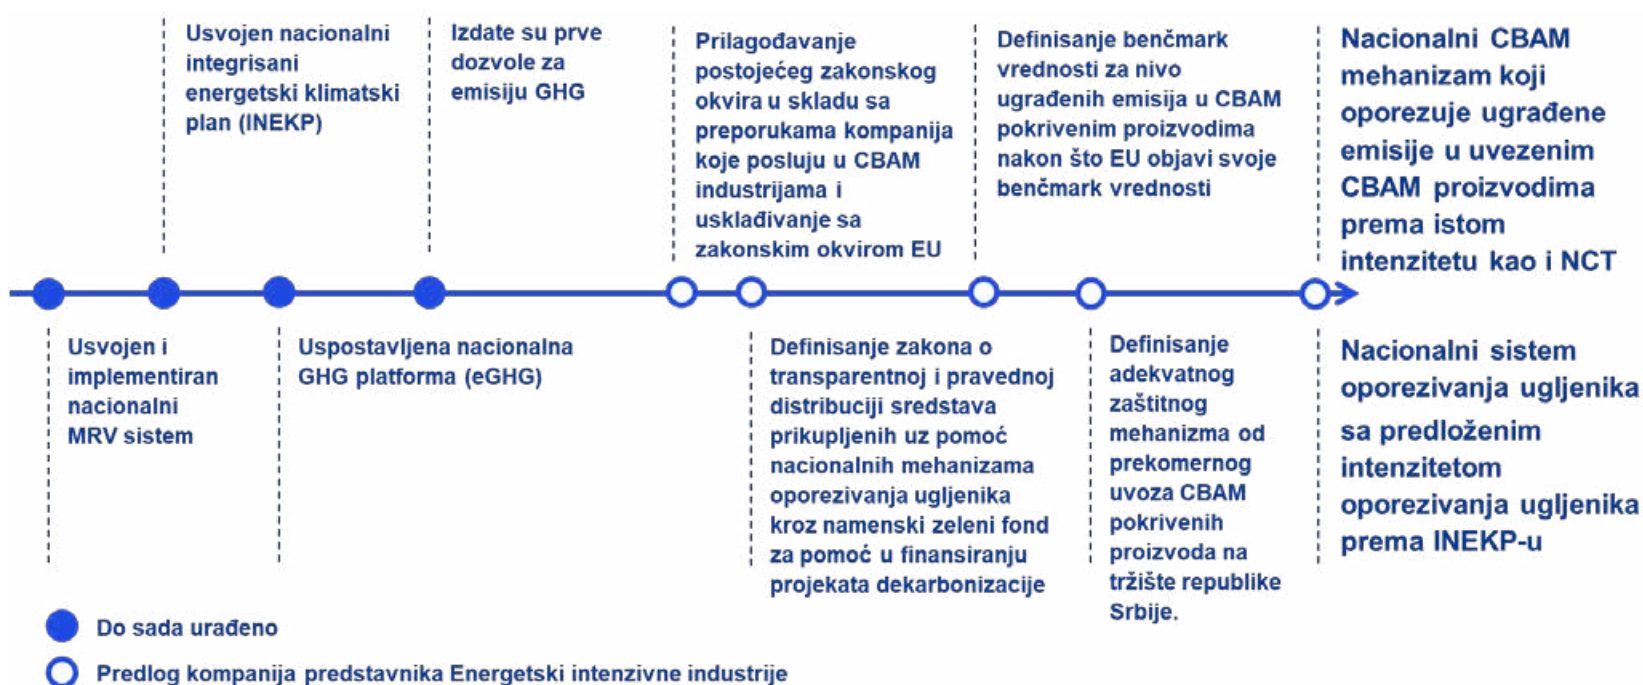 Usvojen nacionalni
integrisani
energetski klimatski
plan (INEKP)
Izdate su prve
dozvole za
emisiju GHG
Prilagođavanje
postojećeg zakonskog
okvira u skladu sa
preporukama kompanija
koje posluju u CBAM
industrijama i
usklađivanje sa
zakonskim okvirom EU
Definisanje benčmark
vrednosti za nivo
ugrađenih emisija u CBAM
pokrivenim proizvodima
nakon što EU objavi svoje
benčmark vrednosti
Nacionalni CBAM
mehanizam koji
oporezuje ugrađene
emisije u uvezenim
CBAM proizvodima
prema istom
intenzitetu kao i NCT
Usvojen i
implementiran
nacionalni
MRV sistem
Uspostavljena nacionalna
GHG platforma (eGHG)
Definisanje zakona o
transparentnoj i pravednoj
distribuciji sredstava
prikupljenih uz pomoć
nacionalnih mehanizama
oporezivanja ugljenika
kroz namenski zeleni fond
za pomoć u finansiranju
projekata dekarbonizacije
Definisanje
adekvatnog
zaštitnog
mehanizma od
prekomernog
uvoza CBAM
pokrivenih
proizvoda na
tržište republike
Srbije.
Nacionalni sistem
oporezivanja ugljenika
sa predloženim
intenzitetom
oporezivanja ugljenika
prema INEKP-u
Do sada urađeno
Predlog kompanija predstavnika Energetski intenzivne industrije